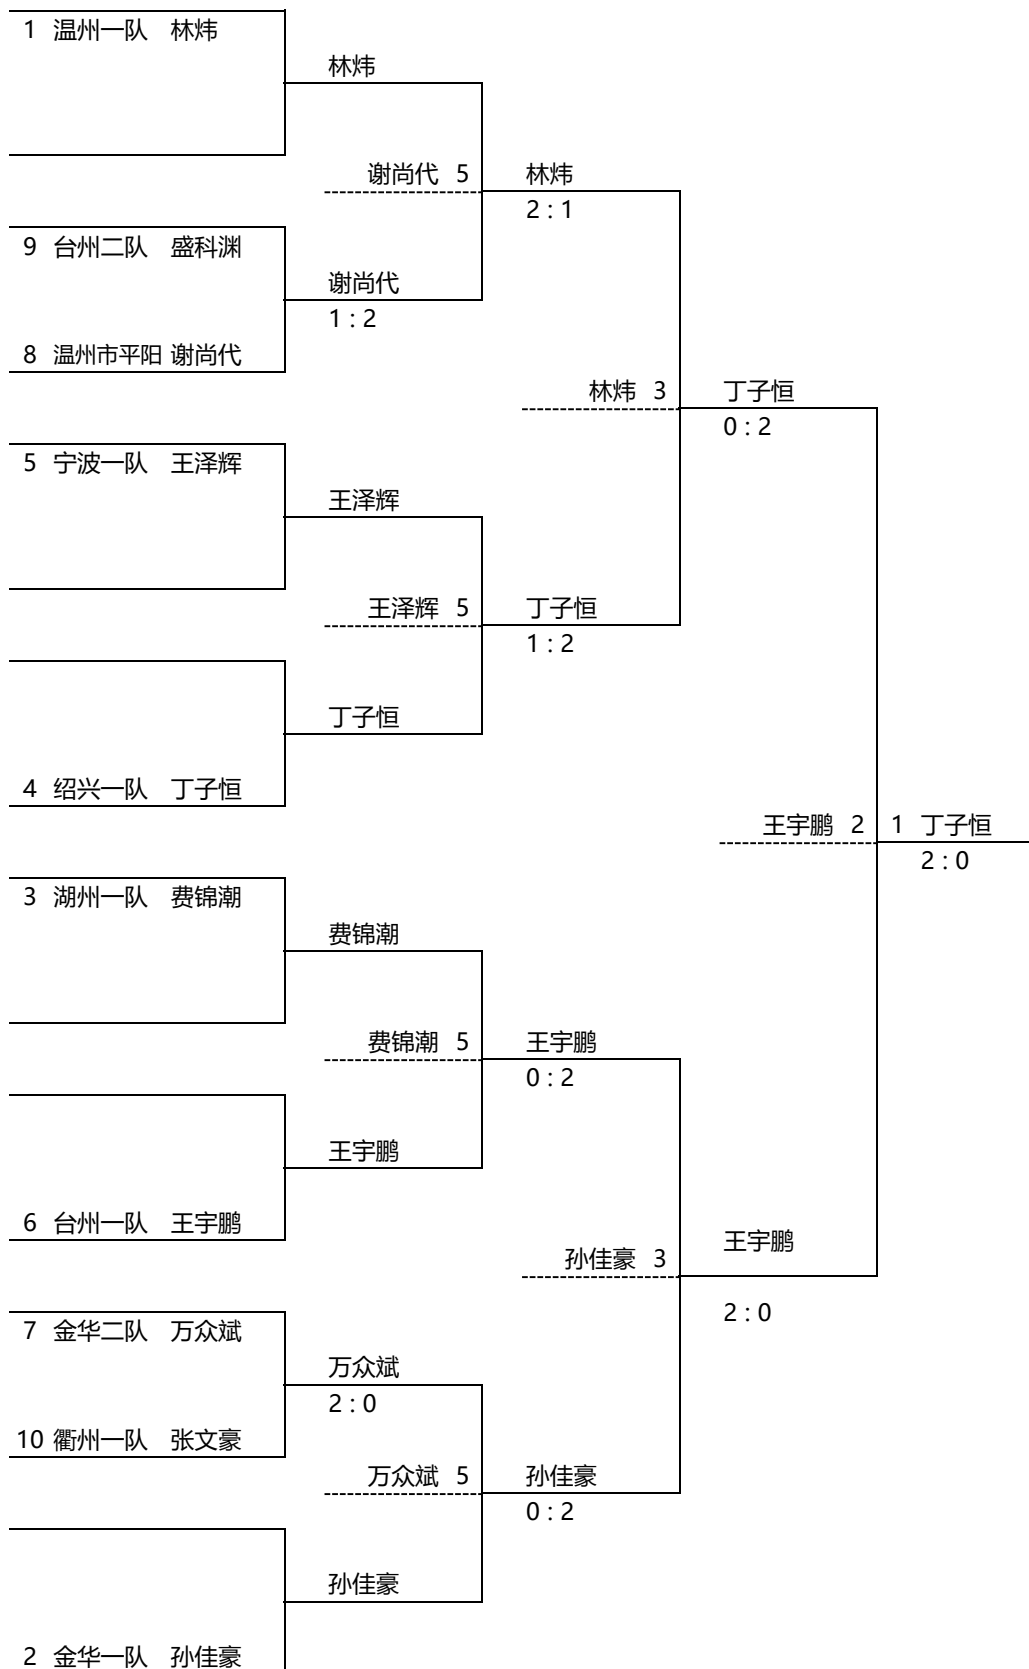 1 温州一队 林炜
林炜
谢尚代 5 林炜
2 : 1
9 台州二队 盛科渊
谢尚代
1 : 2
8 温州市平阳 谢尚代
林炜 3 丁子恒
0 : 2
5 宁波一队 王泽辉
王泽辉
王泽辉 5 丁子恒
1 : 2
丁子恒
4 绍兴一队 丁子恒
王宇鹏 2 1 丁子恒
2 : 0
3 湖州一队 费锦潮
费锦潮
费锦潮 5 王宇鹏
0 : 2
王宇鹏
6 台州一队 王宇鹏
王宇鹏
孙佳豪 3
2 : 0
7 金华二队 万众斌
万众斌
2 : 0
10 衢州一队 张文豪
万众斌 5 孙佳豪
0 : 2
孙佳豪
2 金华一队 孙佳豪